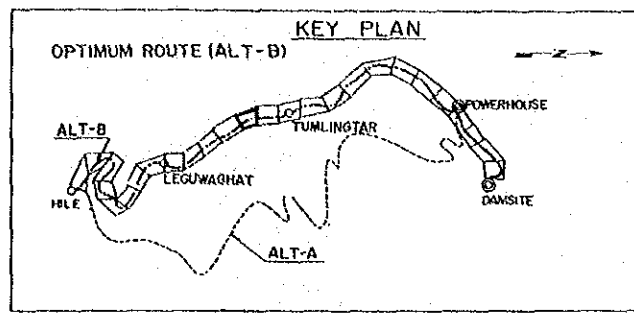 KEY PLAN
OPTIMUM ROUTE (ALT-B)
N
POWERHOUSE
TUMLINGTAR
ALT-B
LEGUWAGHAT
HILE
DAMSITE
ALT-A